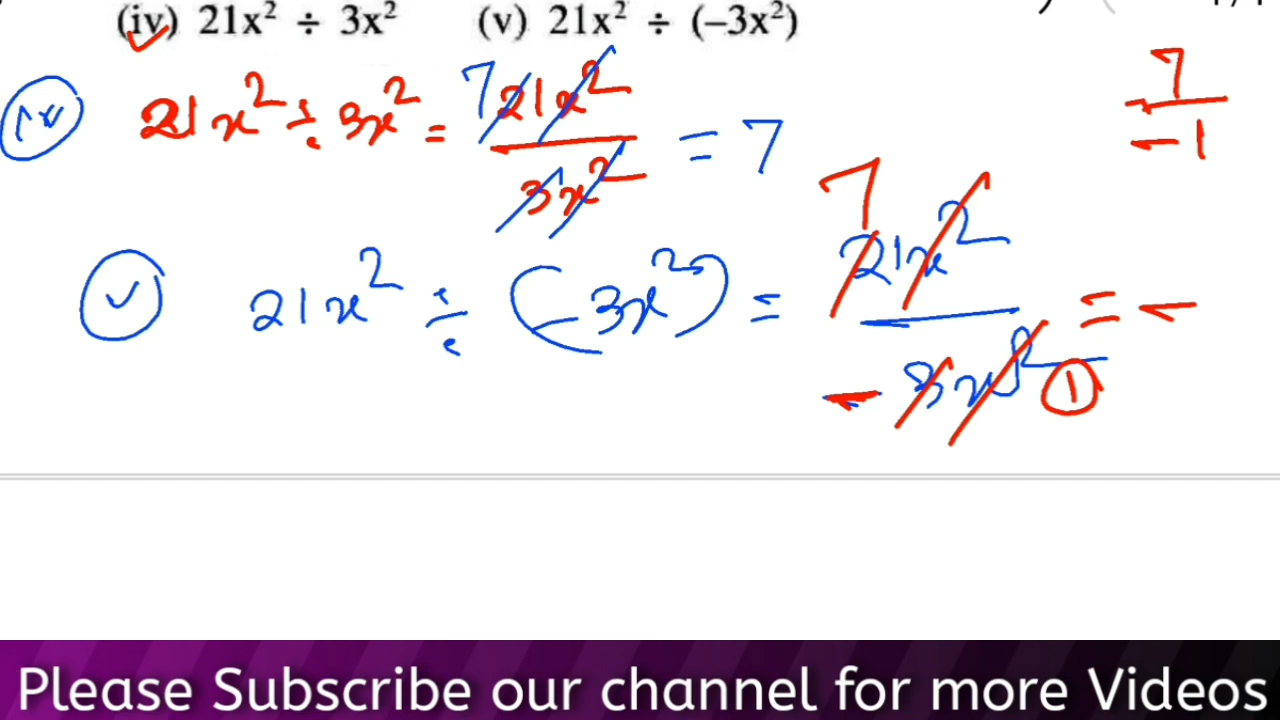 (iv) 21x² ÷ 3x² (v) 21x² ÷ (–3x²)
iv 21x² ÷ 3x² = 7 21x² / 3x² = 7
7 / –1
v 21x² ÷ (–3x²) = 7 21x² / –3x² 1 = –
Please Subscribe our channel for more Videos